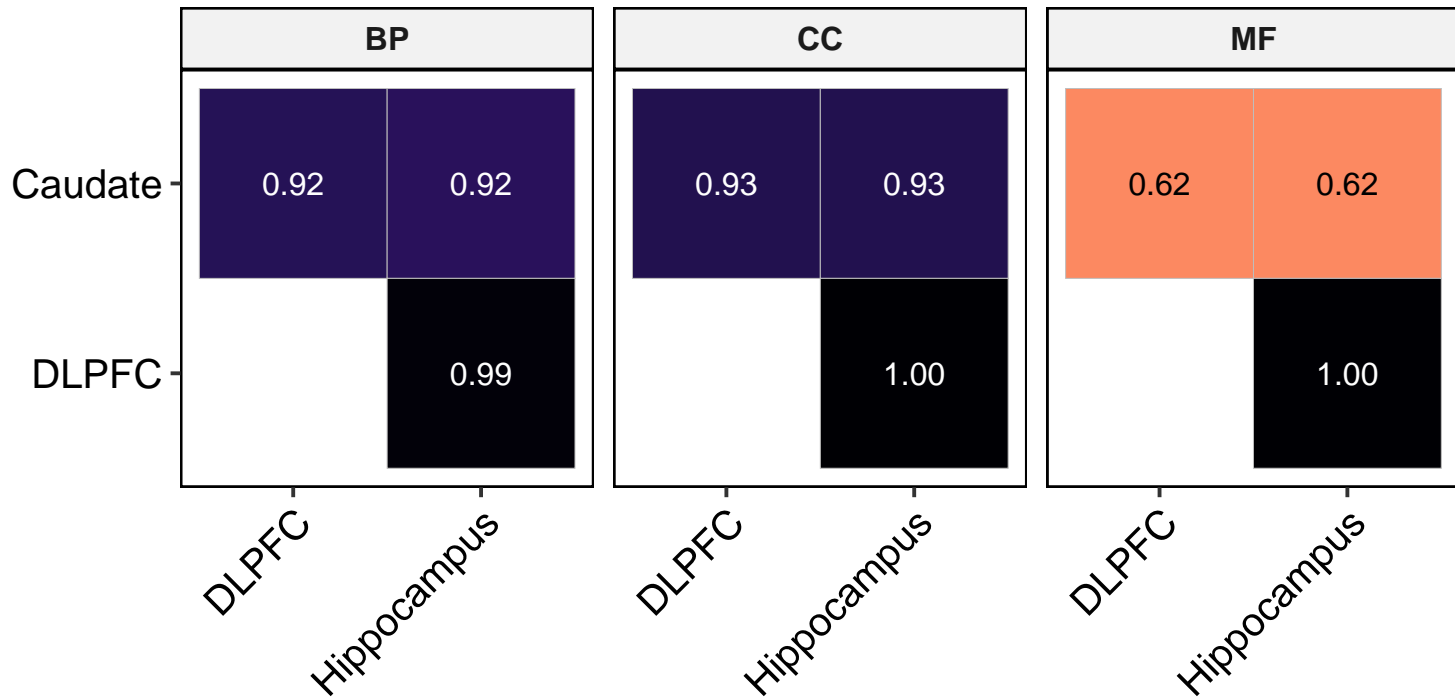 BP
CC
MF
Caudate
0.92
0.92
0.93
0.93
0.62
0.62
DLPFC
0.99
1.00
1.00
DLPFC
Hippocampus
DLPFC
Hippocampus
DLPFC
Hippocampus